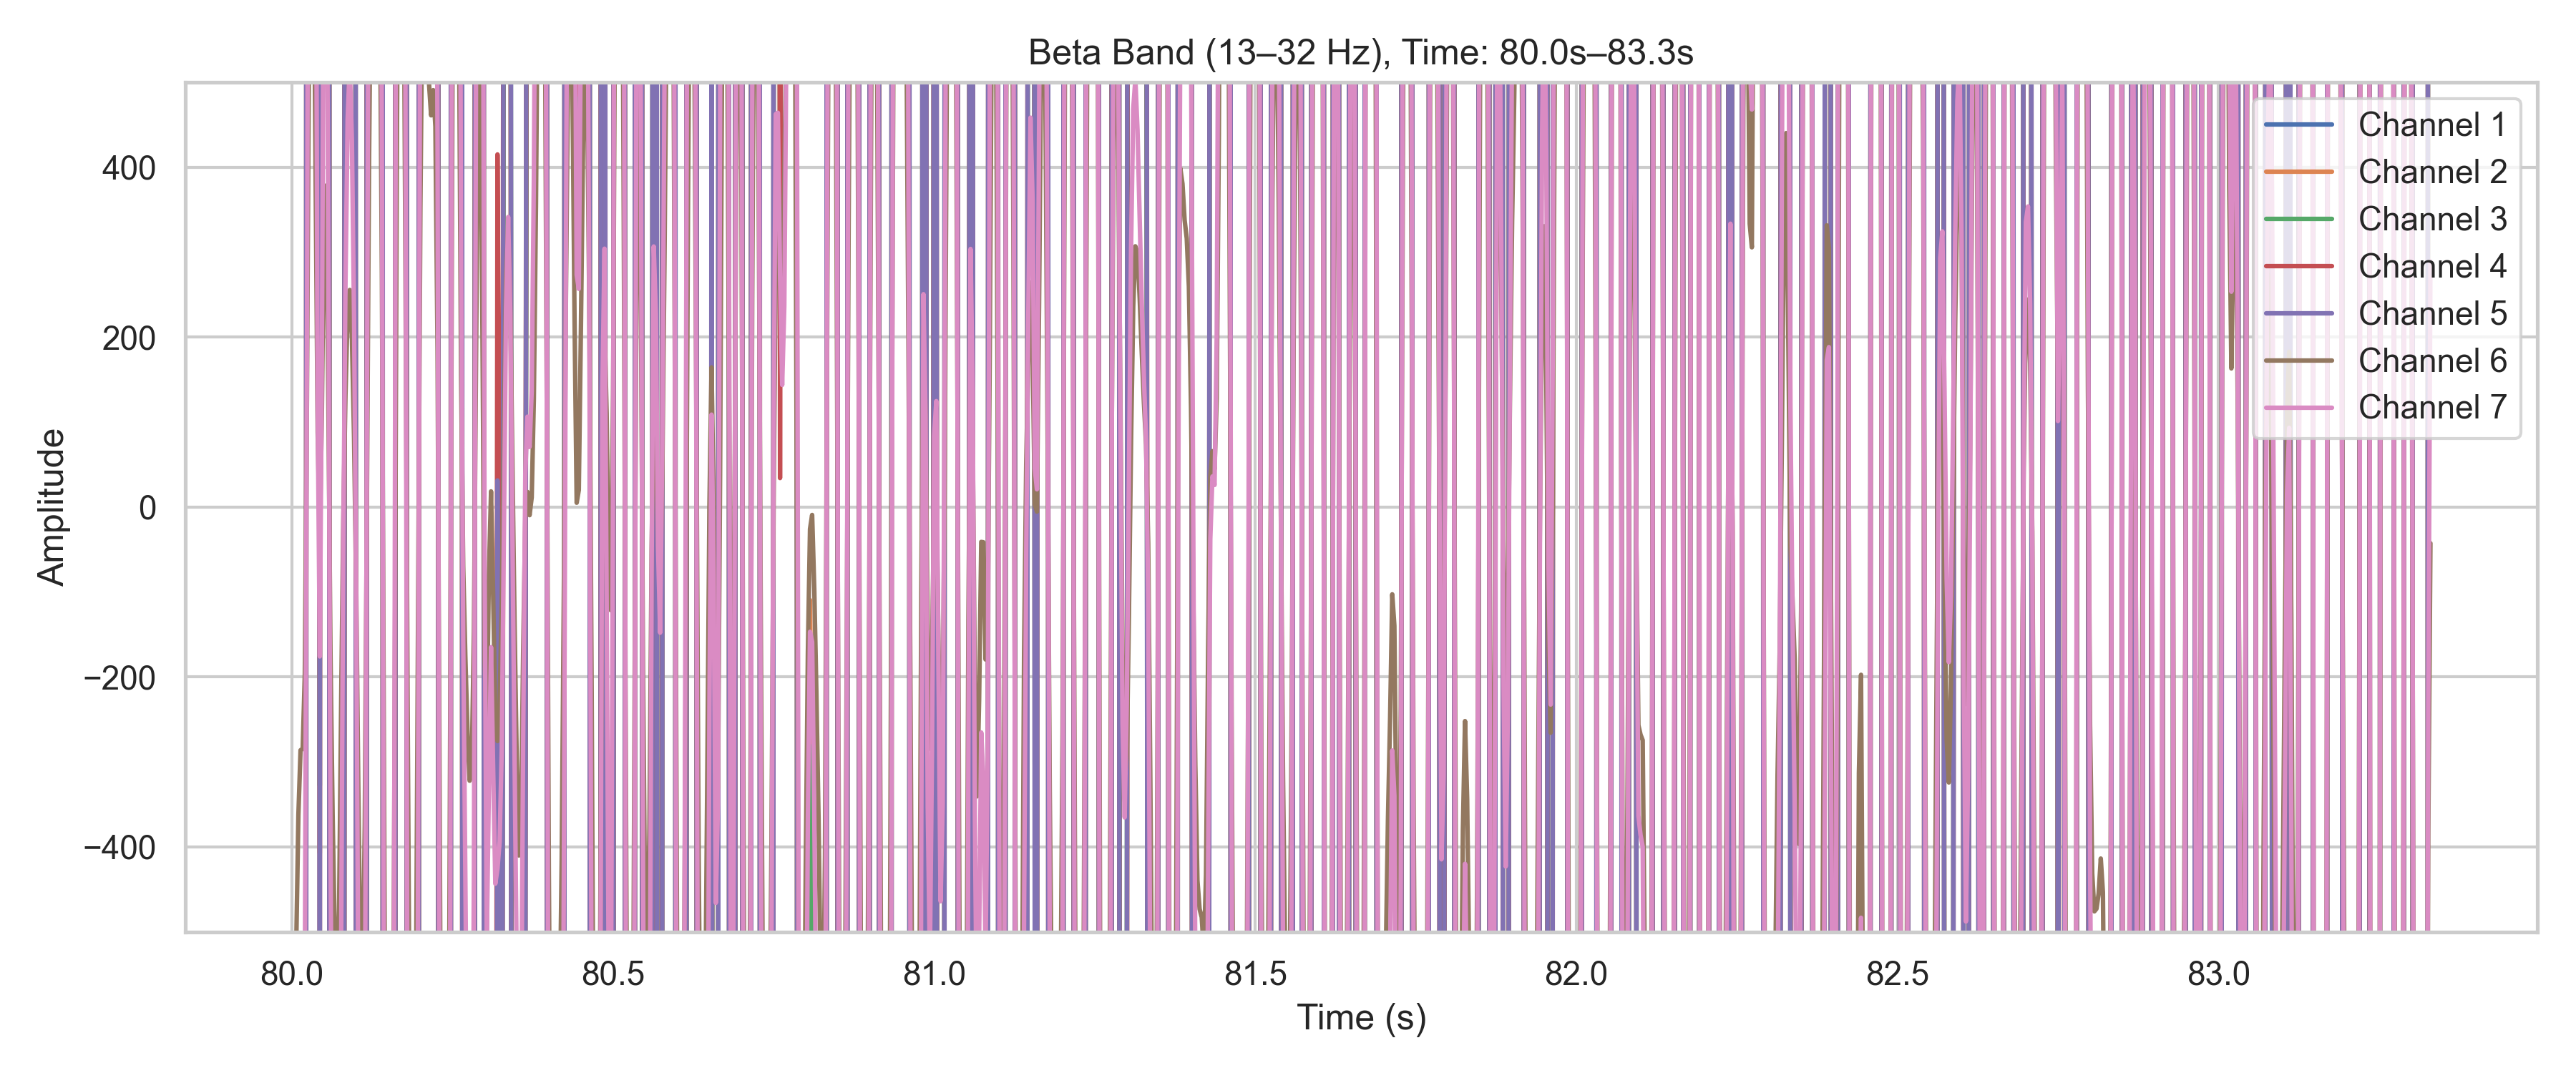 Beta Band (13–32 Hz), Time: 80.0s–83.3s
Channel 1
Channel 2
Channel 3
Channel 4
Channel 5
Channel 6
Channel 7
Amplitude
400
200
0
−200
−400
80.0 80.5 81.0 81.5 82.0 82.5 83.0
Time (s)